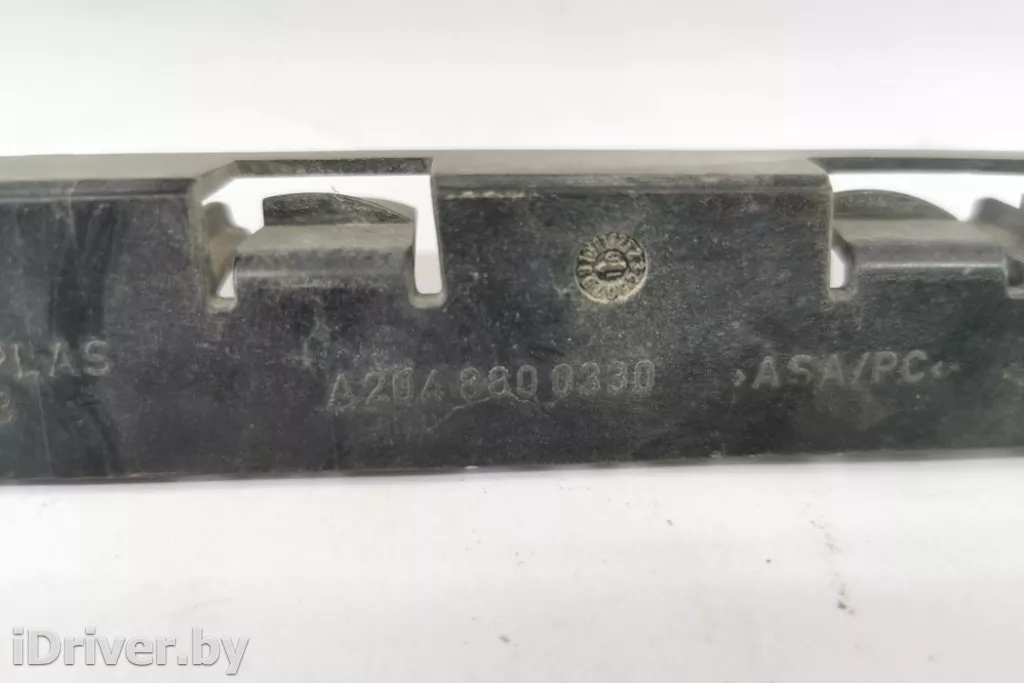 PLAS
A204 880 0330
>ASA/PC<
iDriver.by